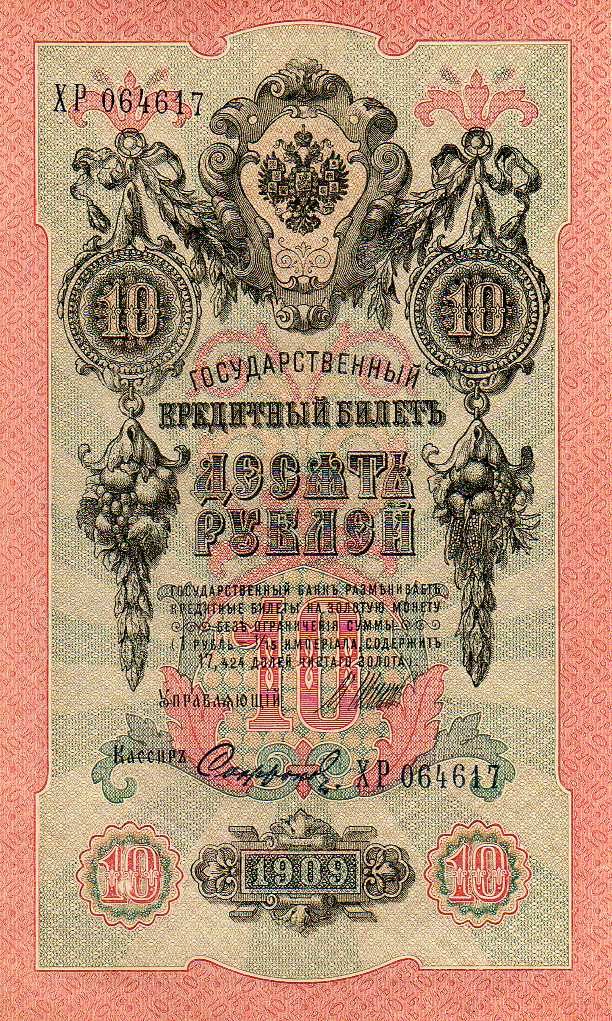 ХР 064617
10 10
ГОСУДАРСТВЕННЫЙ
КРЕДИТНЫЙ БИЛЕТЪ
ДЕСЯТЬ
РУБЛЕЙ
ГОСУДАРСТВЕННЫЙ БАНКЪ РАЗМѢНИВАЕТЪ
КРЕДИТНЫЕ БИЛЕТЫ НА ЗОЛОТУЮ МОНЕТУ
БЕЗЪ ОГРАНИЧЕНІЯ СУММЫ
(1 РУБЛЬ = 1/15 ИМПЕРІАЛА, СОДЕРЖИТЪ
17,424 ДОЛЕЙ ЧИСТАГО ЗОЛОТА)
10
УПРАВЛЯЮЩІЙ
Кассиръ
ХР 064617
10 1909 10